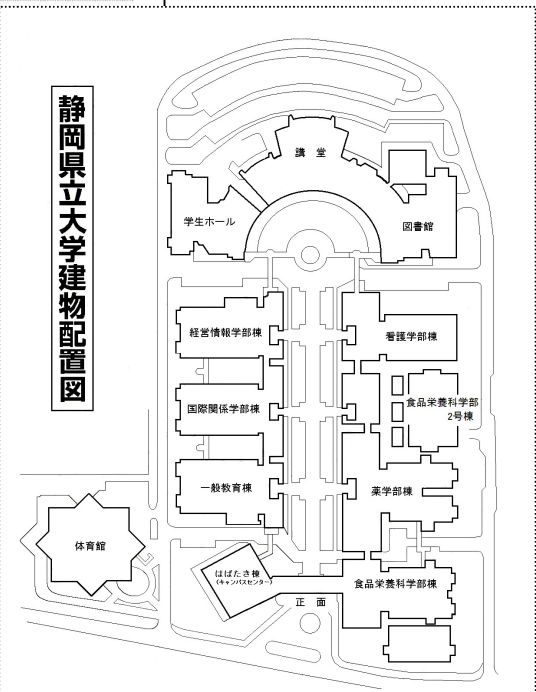 静岡県立大学建物配置図
講堂
学生ホール
図書館
経営情報学部棟
看護学部棟
国際関係学部棟
食品栄養科学部
2号棟
一般教育棟
薬学部棟
体育館
はばたき棟
(キャンパスセンター)
食品栄養科学部棟
正面